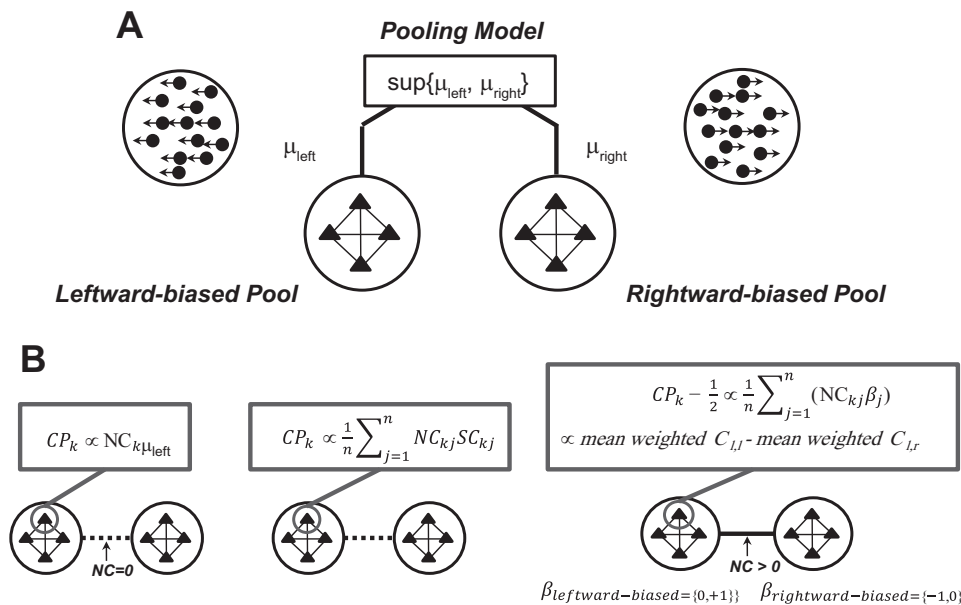 A
Pooling Model
sup{μleft, μright}
μleft
μright
Leftward-biased Pool
Rightward-biased Pool
B
CPk ∝ NCkμleft
CPk ∝ 1/n ∑j=1n NCkjSCkj
CPk − 1/2 ∝ 1/n ∑j=1n (NCkjβj)
∝ mean weighted Cl,l - mean weighted Cl,r
NC=0
NC > 0
βleftward−biased={0,+1}}
βrightward−biased={−1,0}